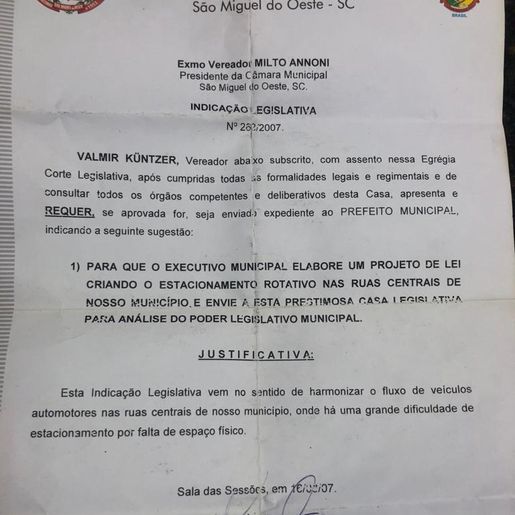 São Miguel do Oeste - SC
BRASIL
Exmo Vereador MILTO ANNONI
Presidente da Câmara Municipal
São Miguel do Oeste, SC.
INDICAÇÃO LEGISLATIVA
Nº 262/2007.
VALMIR KÜNTZER, Vereador abaixo subscrito, com assento nessa Egrégia
Corte Legislativa, após cumpridas todas as formalidades legais e regimentais e de
consultar todos os órgãos competentes e deliberativos desta Casa, apresenta e
REQUER, se aprovada for, seja enviado expediente ao PREFEITO MUNICIPAL,
indicando a seguinte sugestão:
1) PARA QUE O EXECUTIVO MUNICIPAL ELABORE UM PROJETO DE LEI
CRIANDO O ESTACIONAMENTO ROTATIVO NAS RUAS CENTRAIS DE
NOSSO MUNICÍPIO, E ENVIE A ESTA PRESTIMOSA CASA LEGISLATIVA
PARA ANÁLISE DO PODER LEGISLATIVO MUNICIPAL.
JUSTIFICATIVA:
Esta Indicação Legislativa vem no sentido de harmonizar o fluxo de veículos
automotores nas ruas centrais de nosso município, onde há uma grande dificuldade de
estacionamento por falta de espaço físico.
Sala das Sessões, em